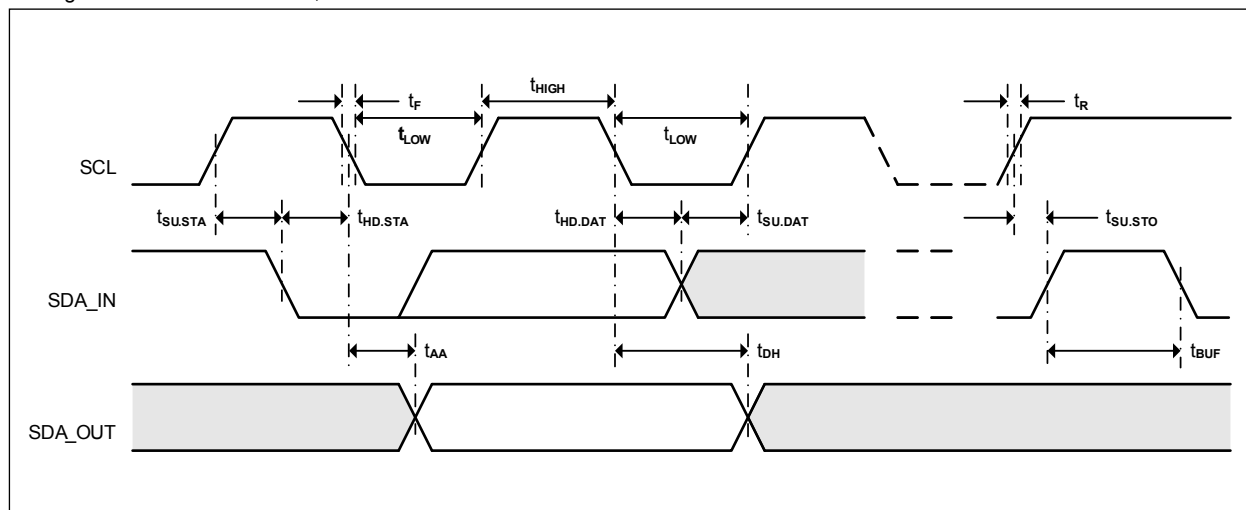 tHIGH
tF
tR
tLOW
tLOW
SCL
tSU.STA
tHD.STA
tHD.DAT
tSU.DAT
tSU.STO
SDA_IN
tAA
tDH
tBUF
SDA_OUT